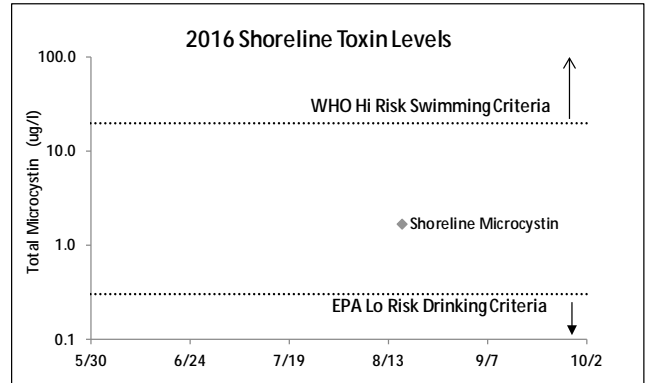 2016 Shoreline Toxin Levels
Total Microcystin (ug/l)
100.0
10.0
1.0
0.1
WHO Hi Risk Swimming Criteria
Shoreline Microcystin
EPA Lo Risk Drinking Criteria
5/30 6/24 7/19 8/13 9/7 10/2